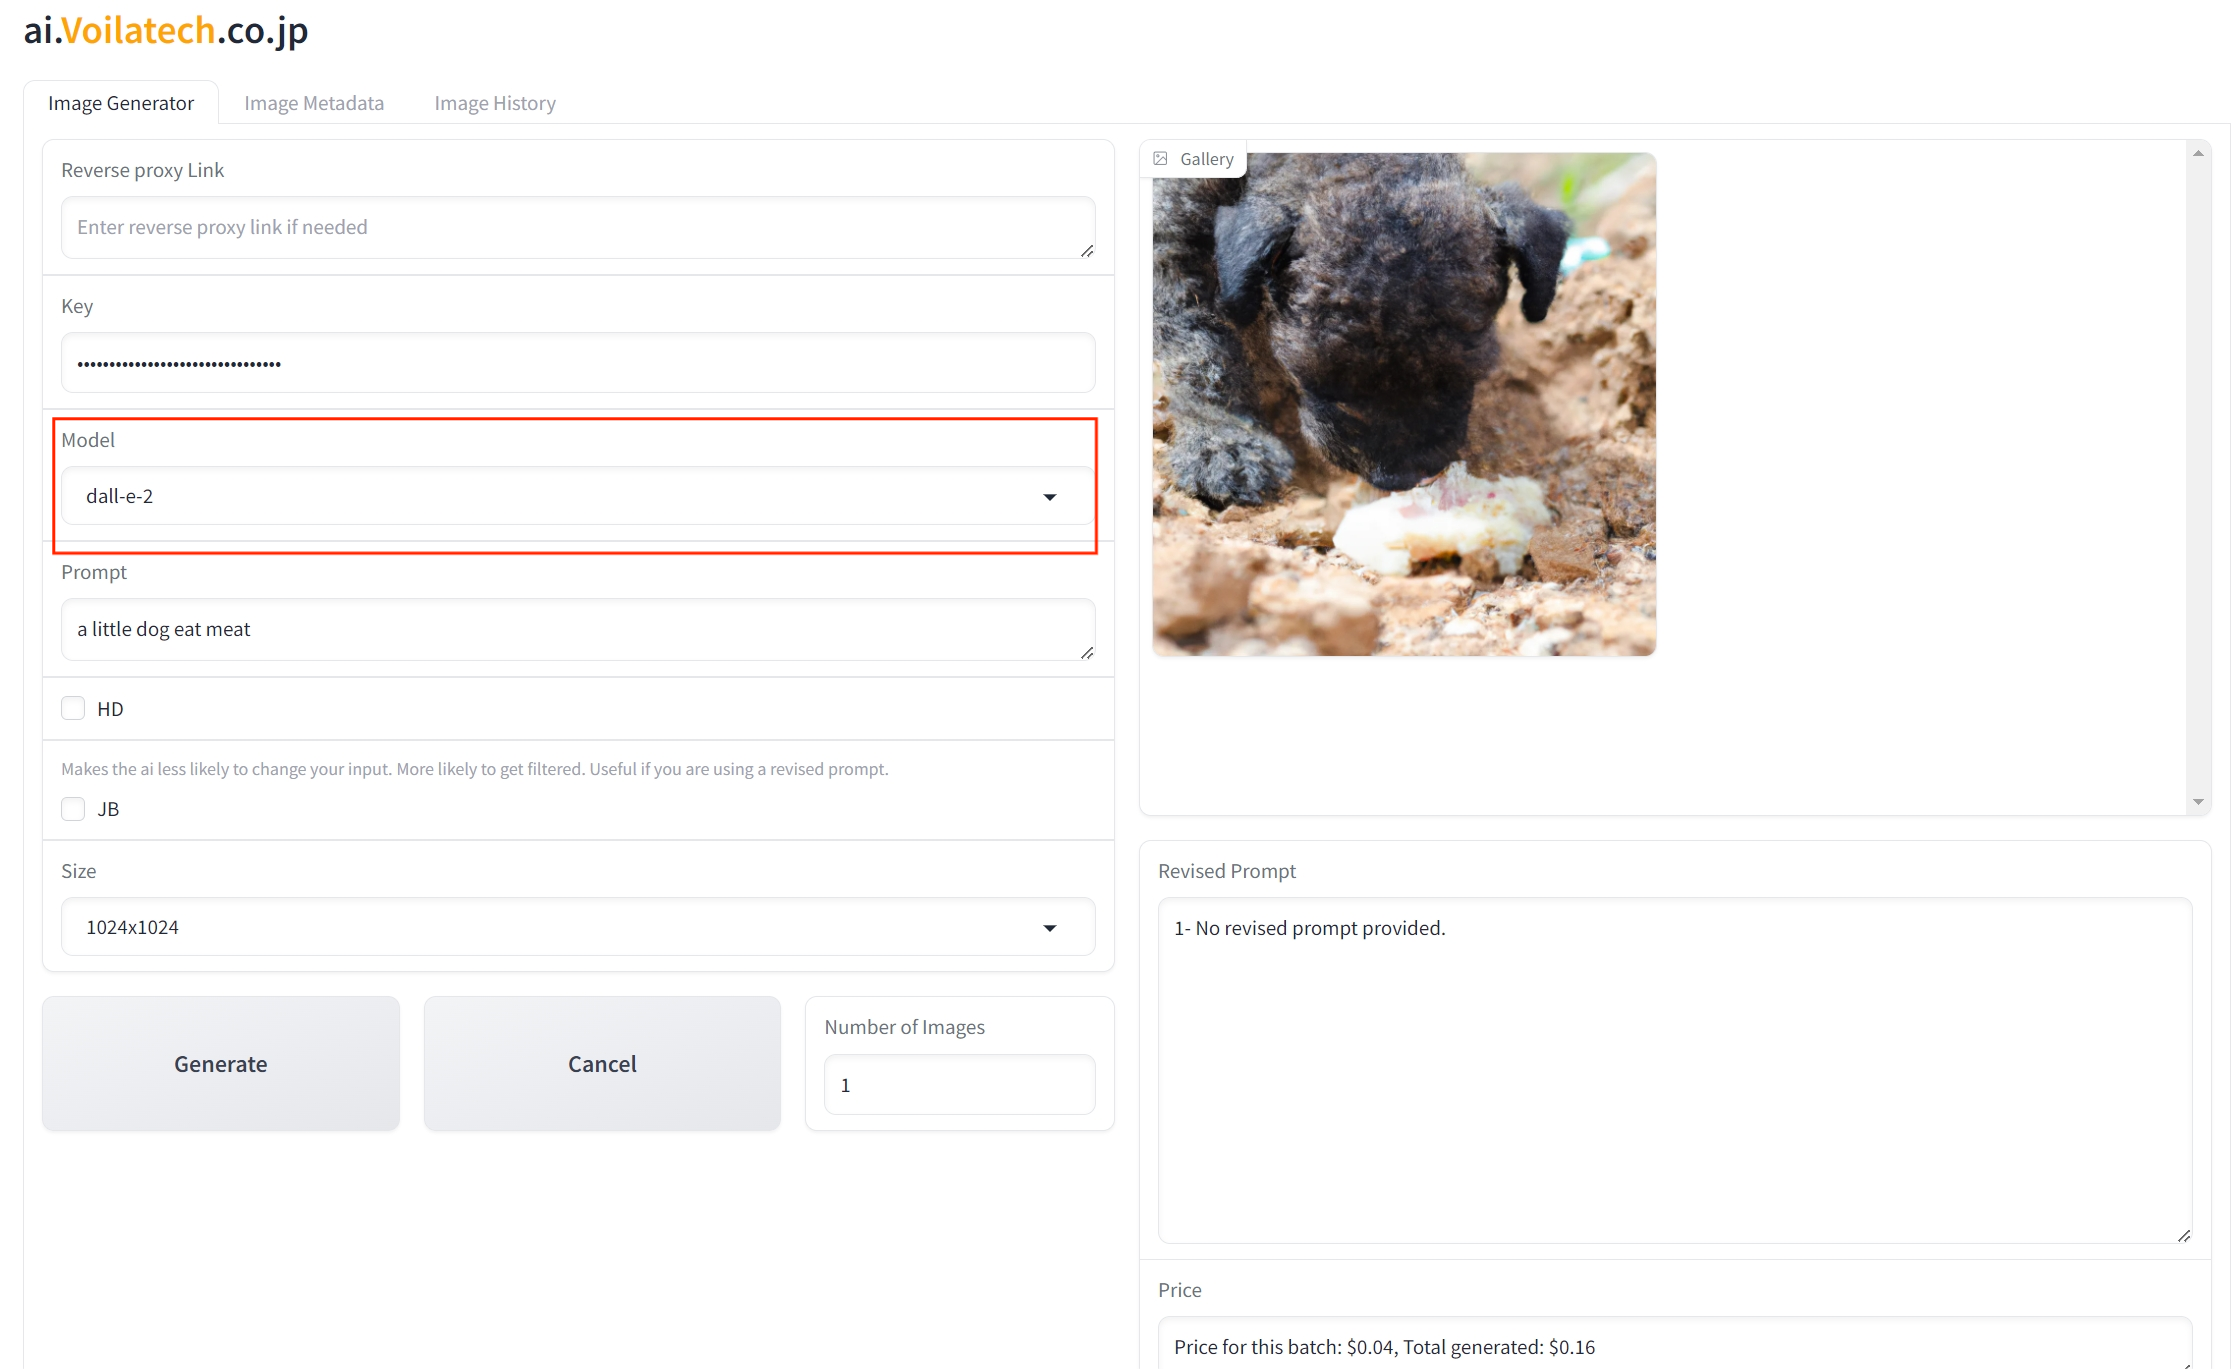 ai.Voilatech.co.jp
Image Generator
Image Metadata
Image History
Reverse proxy Link
Enter reverse proxy link if needed
Key
••••••••••••••••••••••••••••••••
Model
dall-e-2
Prompt
a little dog eat meat
HD
Makes the ai less likely to change your input. More likely to get filtered. Useful if you are using a revised prompt.
JB
Size
1024x1024
Generate
Cancel
Number of Images
1
Gallery
Revised Prompt
1- No revised prompt provided.
Price
Price for this batch: $0.04, Total generated: $0.16